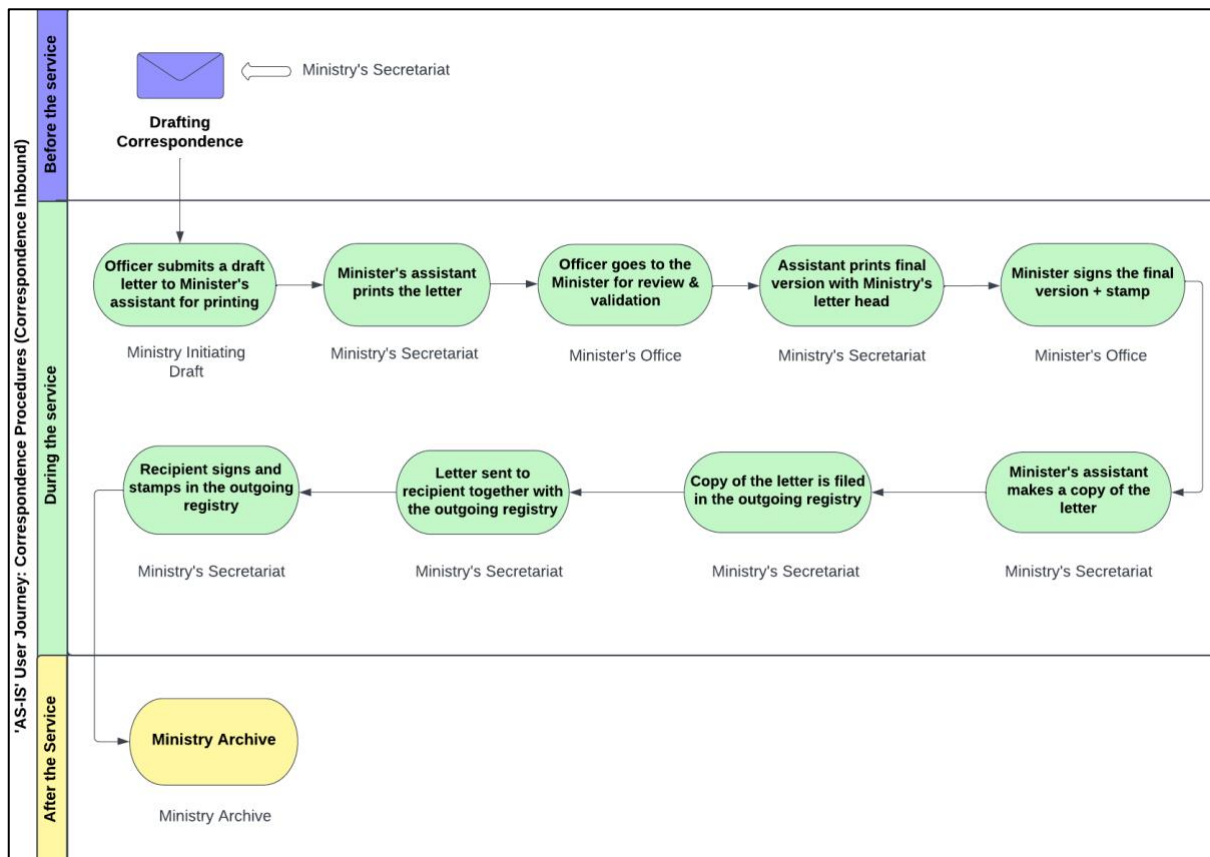 'AS-IS' User Journey: Correspondence Procedures (Correspondence Inbound)
Before the service
Ministry's Secretariat
Drafting
Correspondence
During the service
Officer submits a draft
letter to Minister's
assistant for printing
Ministry Initiating
Draft
Minister's assistant
prints the letter
Ministry's Secretariat
Officer goes to the
Minister for review &
validation
Minister's Office
Assistant prints final
version with Ministry's
letter head
Ministry's Secretariat
Minister signs the final
version + stamp
Minister's Office
Minister's assistant
makes a copy of the
letter
Ministry's Secretariat
Copy of the letter is filed
in the outgoing registry
Ministry's Secretariat
Letter sent to
recipient together with
the outgoing registry
Ministry's Secretariat
Recipient signs and
stamps in the outgoing
registry
Ministry's Secretariat
After the Service
Ministry Archive
Ministry Archive